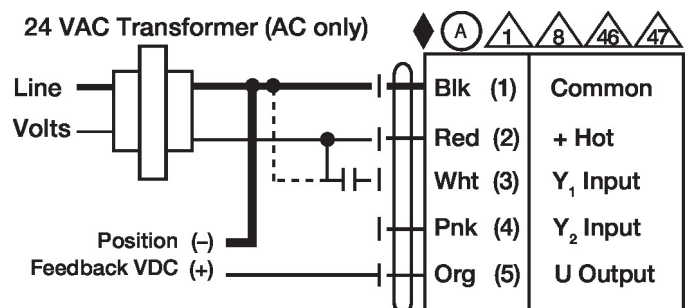 24 VAC Transformer (AC only)
A 1 8 46 47
Line
Volts
Blk (1) Common
Red (2) + Hot
Wht (3) Y₁ Input
Pnk (4) Y₂ Input
Org (5) U Output
Position (–)
Feedback VDC (+)